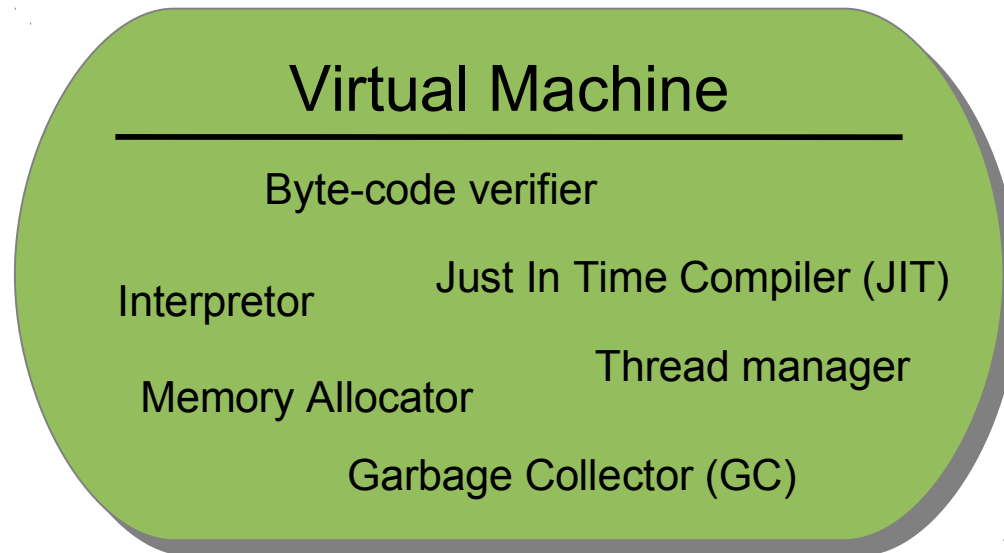 Virtual Machine
Byte-code verifier
Just In Time Compiler (JIT)
Interpretor
Thread manager
Memory Allocator
Garbage Collector (GC)